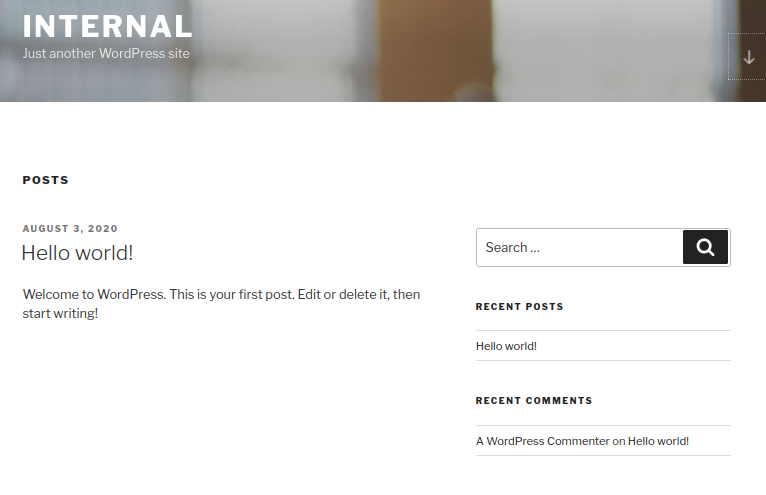 INTERNAL
Just another WordPress site
POSTS
AUGUST 3, 2020
Hello world!
Welcome to WordPress. This is your first post. Edit or delete it, then
start writing!
Search …
RECENT POSTS
Hello world!
RECENT COMMENTS
A WordPress Commenter on Hello world!